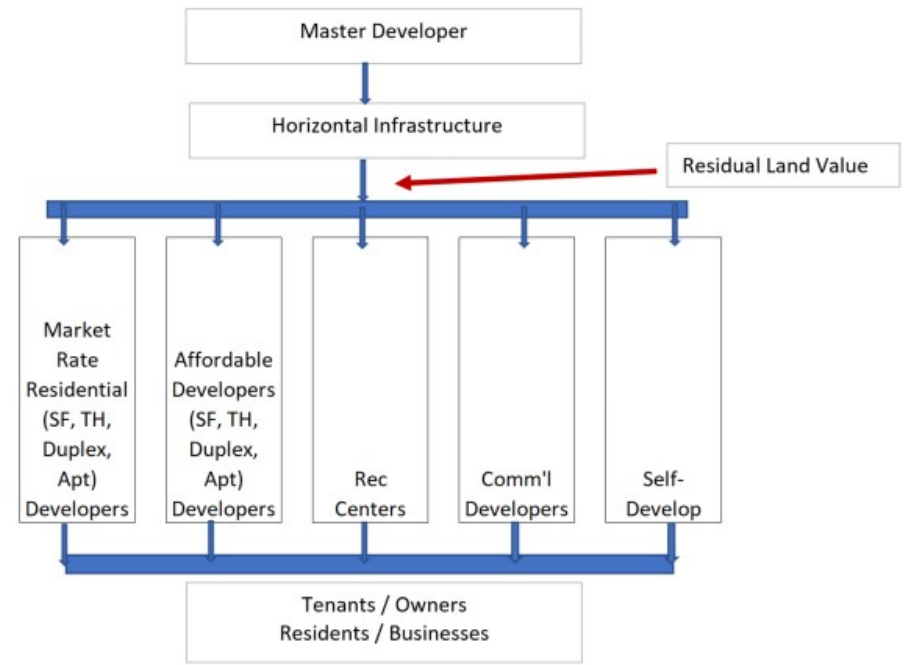 Master Developer
Horizontal Infrastructure
Residual Land Value
Market
Rate
Residential
(SF, TH,
Duplex,
Apt)
Developers
Affordable
Developers
(SF, TH,
Duplex,
Apt)
Developers
Rec
Centers
Comm'l
Developers
Self-
Develop
Tenants / Owners
Residents / Businesses